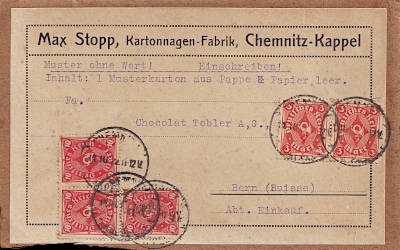 Max Stopp, Kartonnagen-Fabrik, Chemnitz-Kappel
Muster ohne Wert! Einschreiben!
Inhalt: 1 Musterkarton aus Pappe & Papier, leer.
Fa.
Chocolat Tobler A.G.,
Bern (Suisse)
Abt. Einkauf.